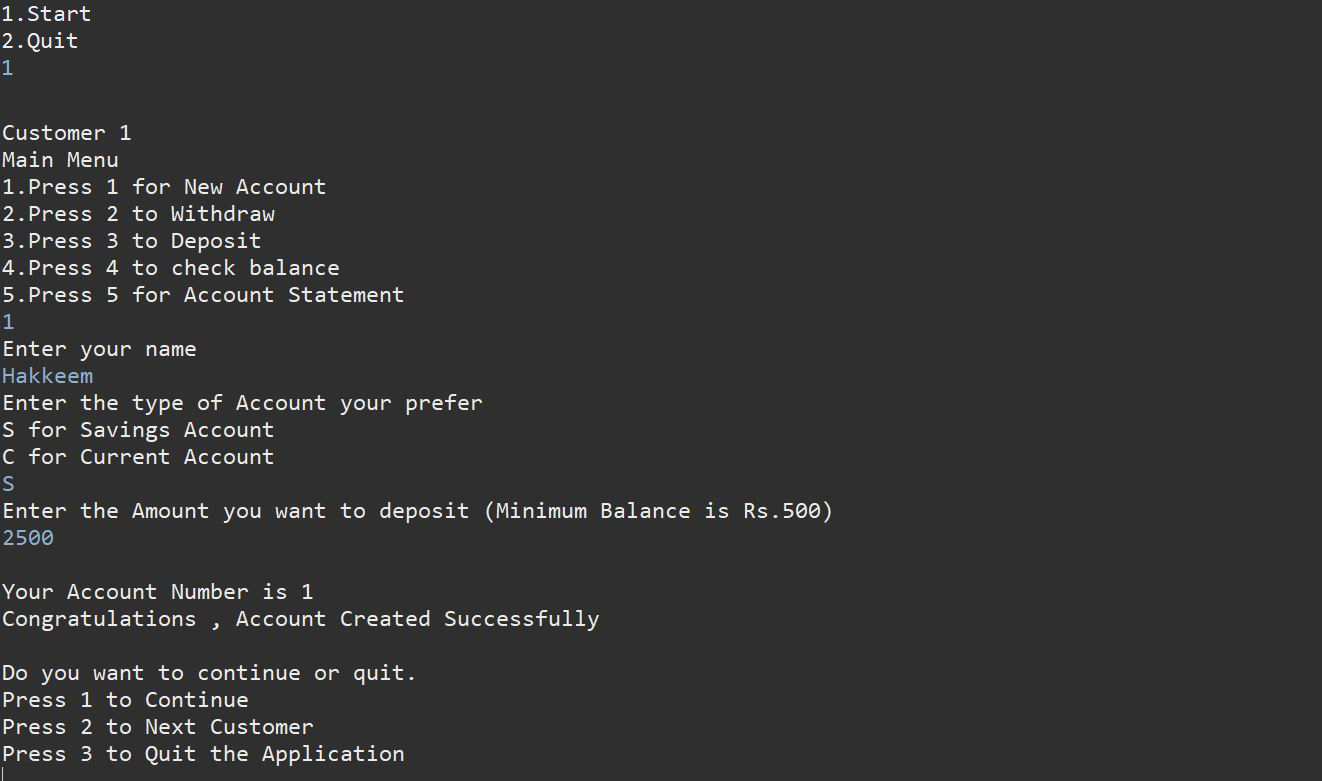 1.Start
2.Quit
1
Customer 1
Main Menu
1.Press 1 for New Account
2.Press 2 to Withdraw
3.Press 3 to Deposit
4.Press 4 to check balance
5.Press 5 for Account Statement
1
Enter your name
Hakkeem
Enter the type of Account your prefer
S for Savings Account
C for Current Account
S
Enter the Amount you want to deposit (Minimum Balance is Rs.500)
2500
Your Account Number is 1
Congratulations , Account Created Successfully
Do you want to continue or quit.
Press 1 to Continue
Press 2 to Next Customer
Press 3 to Quit the Application